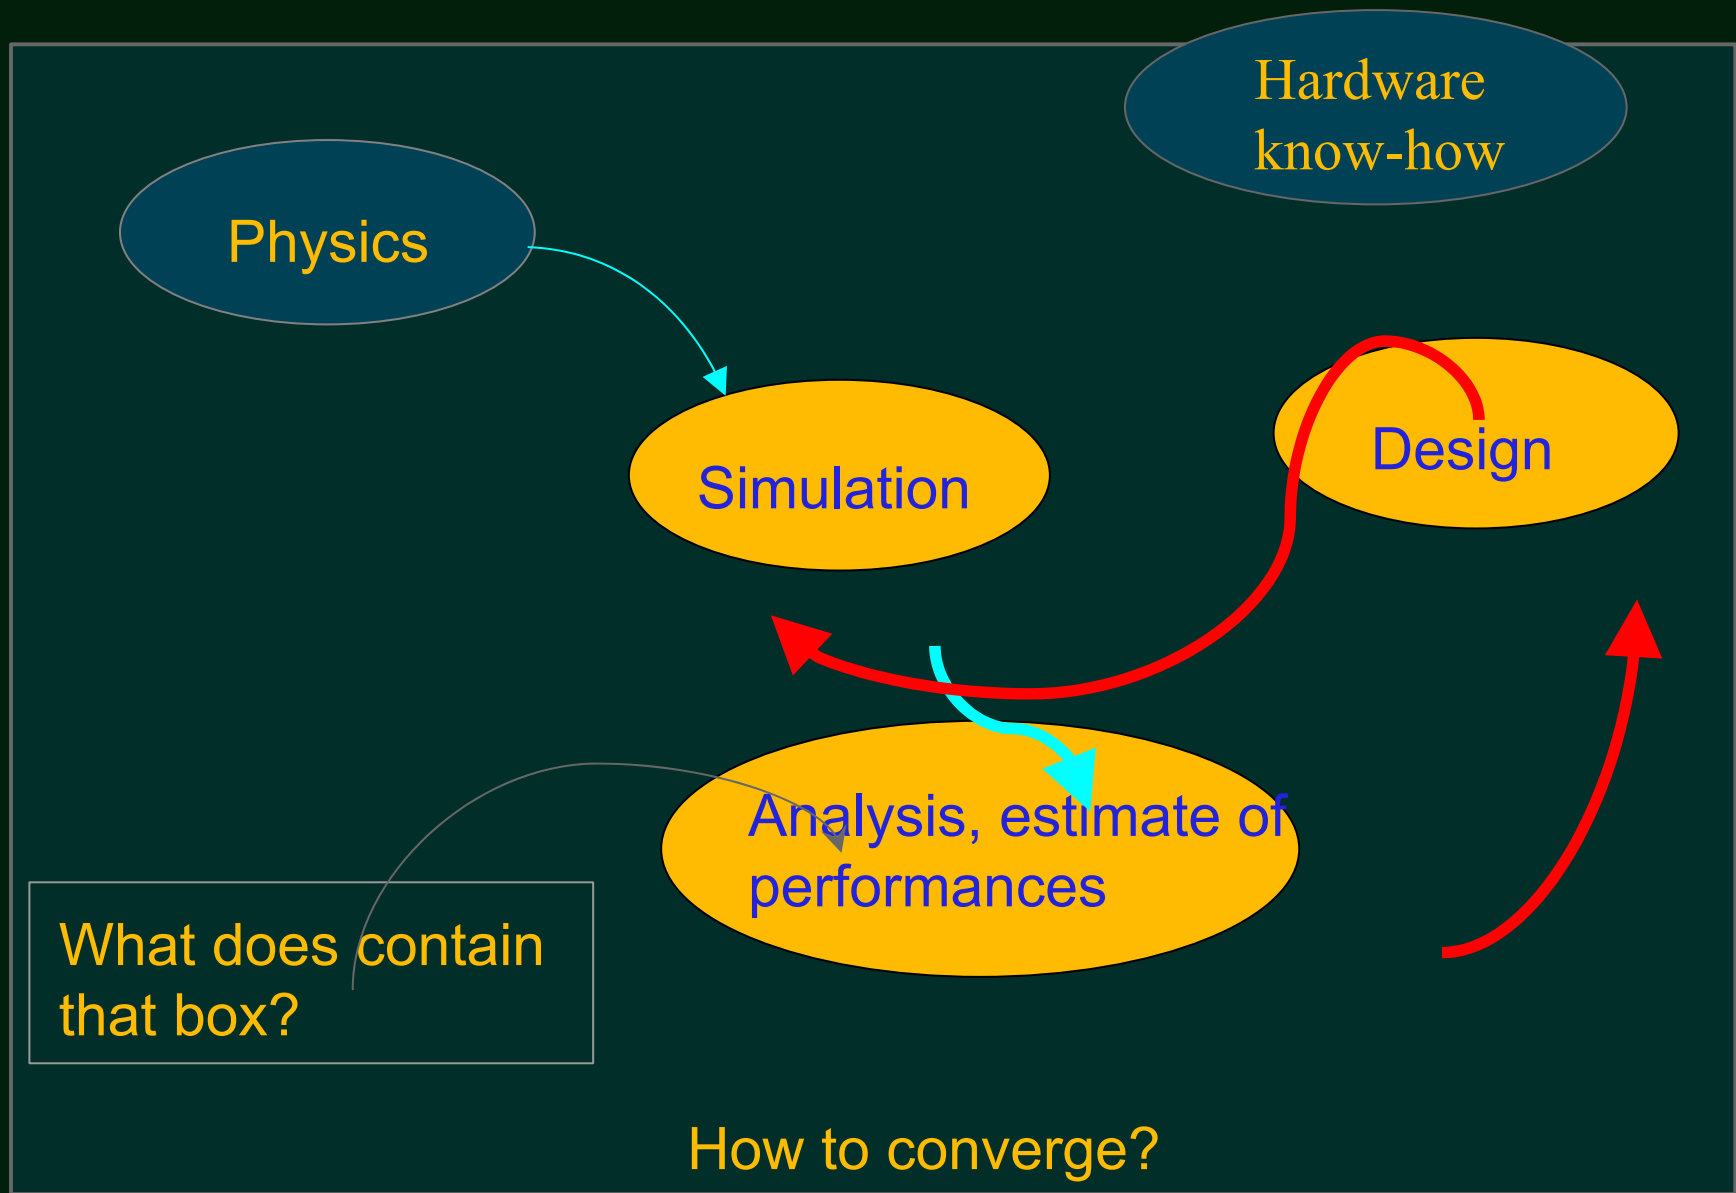 Hardware
know-how
Physics
Simulation
Design
Analysis, estimate of
performances
What does contain
that box?
How to converge?